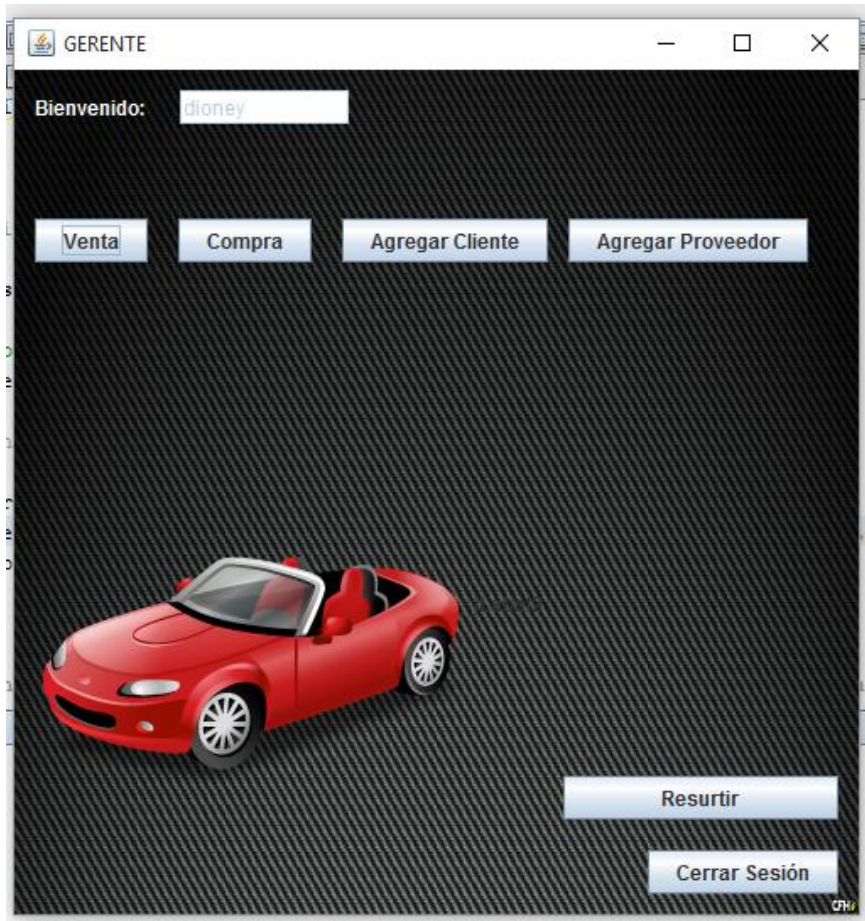 GERENTE
Bienvenido: dioney
Venta Compra Agregar Cliente Agregar Proveedor
Resurtir
Cerrar Sesión